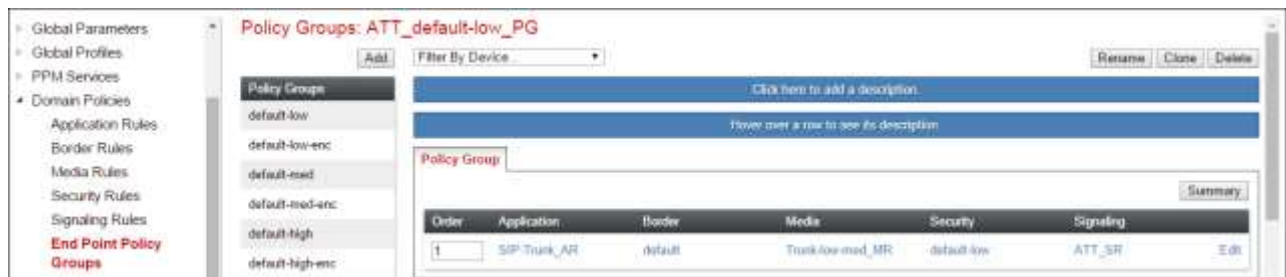 Global Parameters
Global Profiles
PPM Services
Domain Policies
Application Rules
Border Rules
Media Rules
Security Rules
Signaling Rules
End Point Policy
Groups
Policy Groups: ATT_default-low_PG
Add
Filter By Device...
Rename Clone Delete
Policy Groups
default-low
default-low-enc
default-med
default-med-enc
default-high
default-high-enc
Click here to add a description.
Hover over a row to see its description.
Policy Group
Summary
Order Application Border Media Security Signaling
1 SIP-Trunk_AR default Trunk-low-med_MR default-low ATT_SR Edit